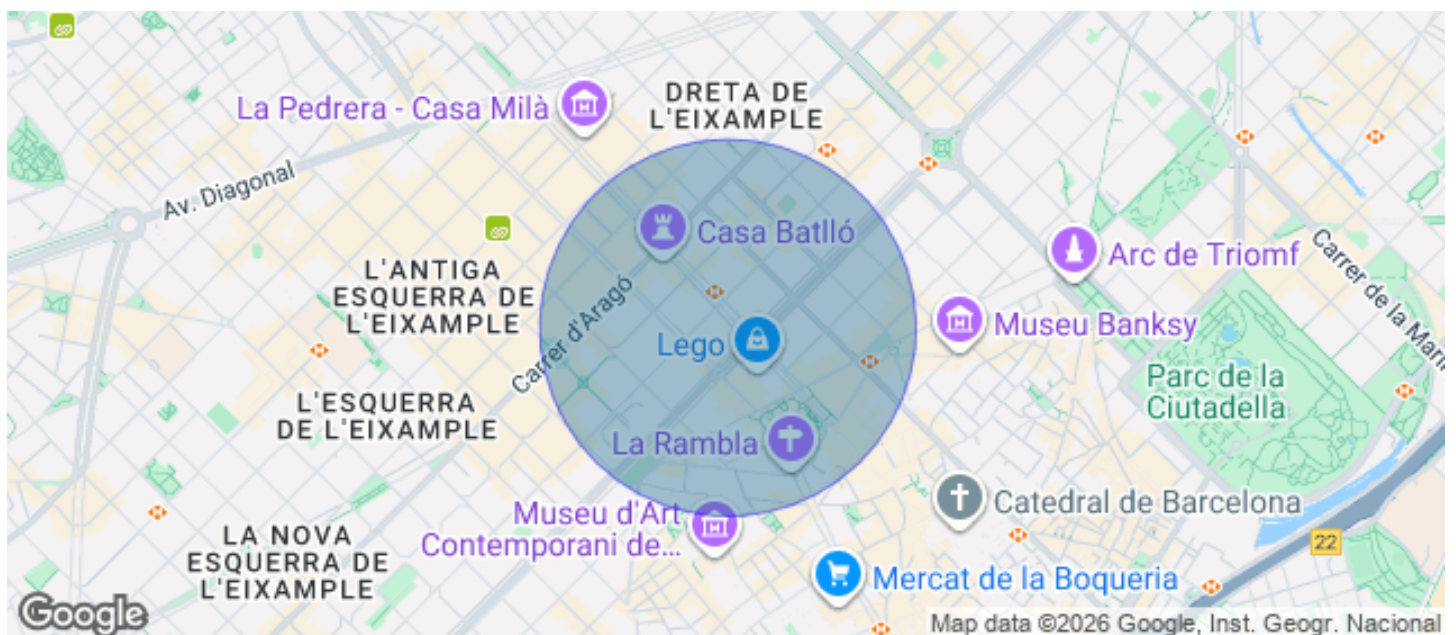 DRETA DE
L'EIXAMPLE
La Pedrera - Casa Milà
Av. Diagonal
Casa Batlló
Arc de Triomf
Carrer de la Marin
L'ANTIGA
ESQUERRA DE
L'EIXAMPLE
Carrer d'Aragó
Lego
Museu Banksy
Parc de la
Ciutadella
L'ESQUERRA
DE L'EIXAMPLE
La Rambla
Catedral de Barcelona
Museu d'Art
Contemporani de...
LA NOVA
ESQUERRA DE
L'EIXAMPLE
22
Mercat de la Boqueria
Google
Map data ©2026 Google, Inst. Geogr. Nacional